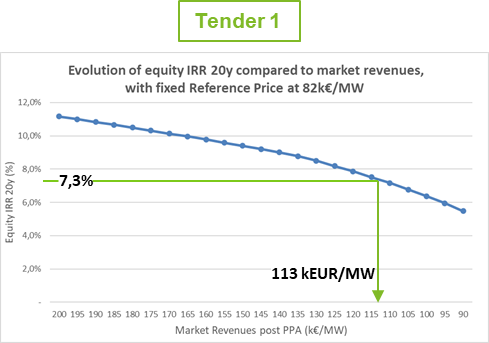 Tender 1
Evolution of equity IRR 20y compared to market revenues,
with fixed Reference Price at 82k€/MW
12,0%
10,0%
8,0%
7,3%
6,0%
4,0%
2,0%
-
Equity IRR 20y (%)
113 kEUR/MW
200 195 190 185 180 175 170 165 160 155 150 145 140 135 130 125 120 115 110 105 100 95 90
Market Revenues post PPA (k€/MW)